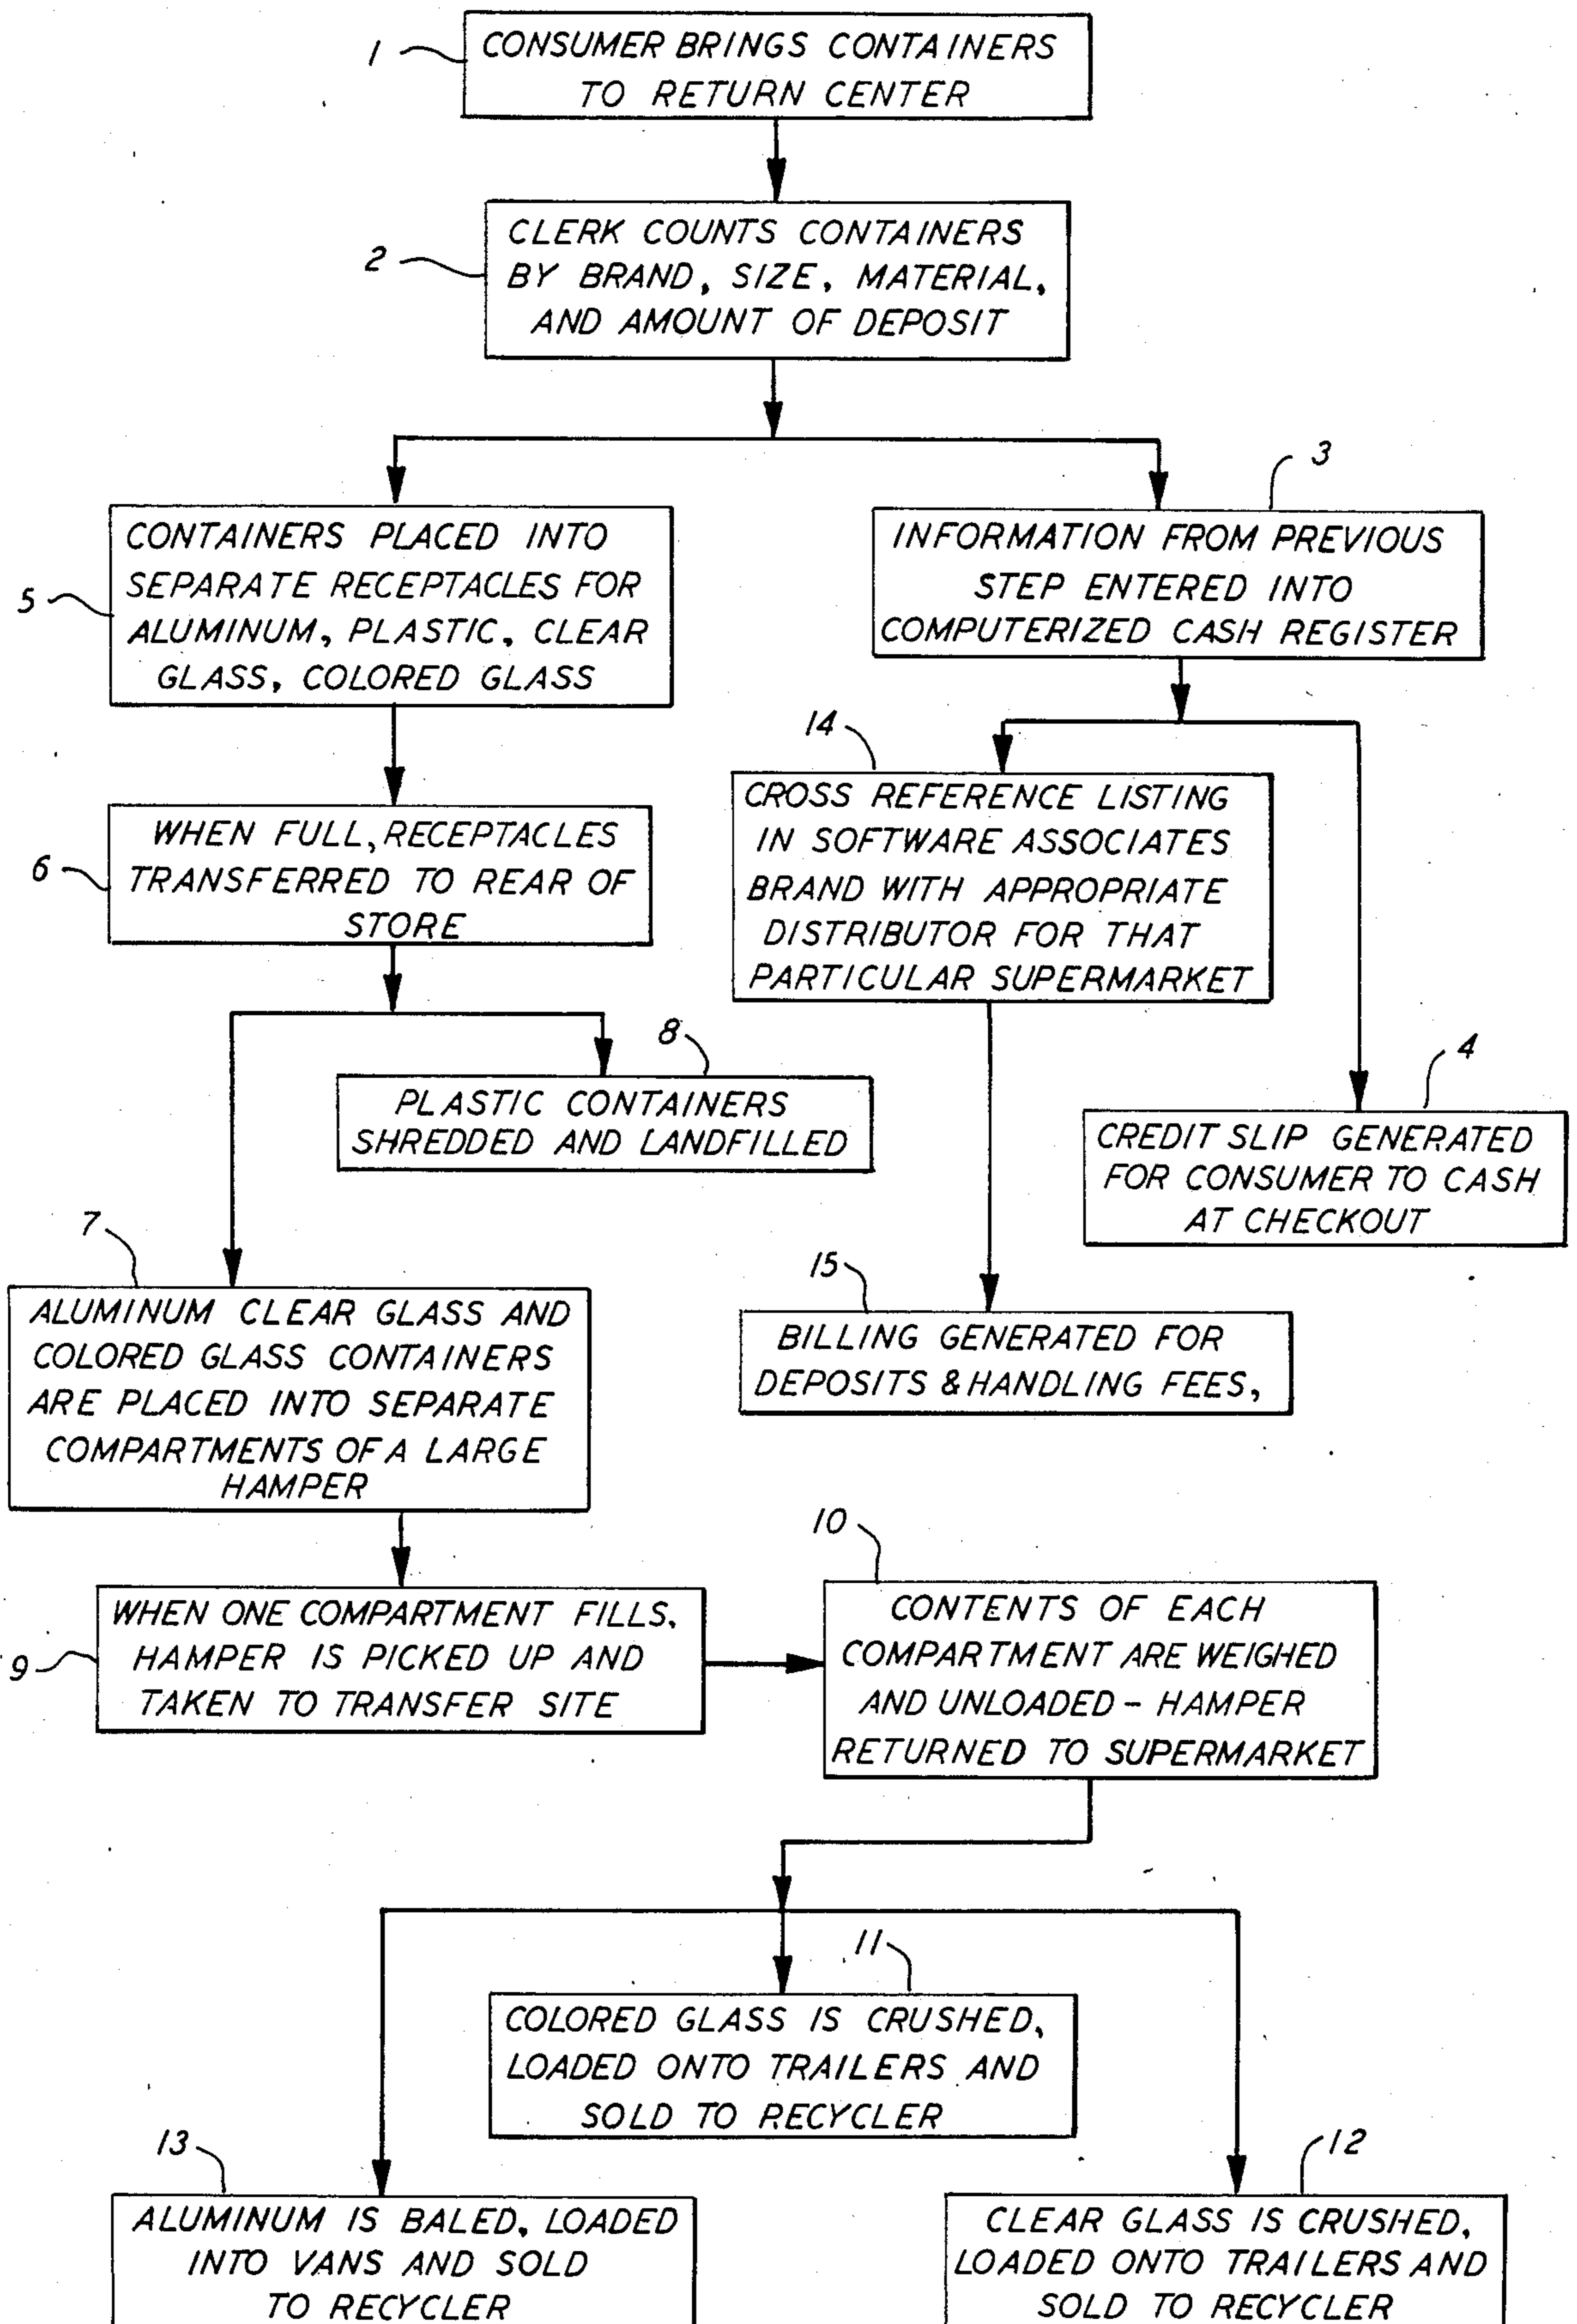 1
CONSUMER BRINGS CONTAINERS
TO RETURN CENTER
2
CLERK COUNTS CONTAINERS
BY BRAND, SIZE, MATERIAL,
AND AMOUNT OF DEPOSIT
5
CONTAINERS PLACED INTO
SEPARATE RECEPTACLES FOR
ALUMINUM, PLASTIC, CLEAR
GLASS, COLORED GLASS
3
INFORMATION FROM PREVIOUS
STEP ENTERED INTO
COMPUTERIZED CASH REGISTER
6
WHEN FULL, RECEPTACLES
TRANSFERRED TO REAR OF
STORE
14
CROSS REFERENCE LISTING
IN SOFTWARE ASSOCIATES
BRAND WITH APPROPRIATE
DISTRIBUTOR FOR THAT
PARTICULAR SUPERMARKET
8
PLASTIC CONTAINERS
SHREDDED AND LANDFILLED
4
CREDIT SLIP GENERATED
FOR CONSUMER TO CASH
AT CHECKOUT
7
ALUMINUM CLEAR GLASS AND
COLORED GLASS CONTAINERS
ARE PLACED INTO SEPARATE
COMPARTMENTS OF A LARGE
HAMPER
15
BILLING GENERATED FOR
DEPOSITS & HANDLING FEES,
9
WHEN ONE COMPARTMENT FILLS,
HAMPER IS PICKED UP AND
TAKEN TO TRANSFER SITE
10
CONTENTS OF EACH
COMPARTMENT ARE WEIGHED
AND UNLOADED - HAMPER
RETURNED TO SUPERMARKET
11
COLORED GLASS IS CRUSHED,
LOADED ONTO TRAILERS AND
SOLD TO RECYCLER
13
ALUMINUM IS BALED, LOADED
INTO VANS AND SOLD
TO RECYCLER
12
CLEAR GLASS IS CRUSHED,
LOADED ONTO TRAILERS AND
SOLD TO RECYCLER